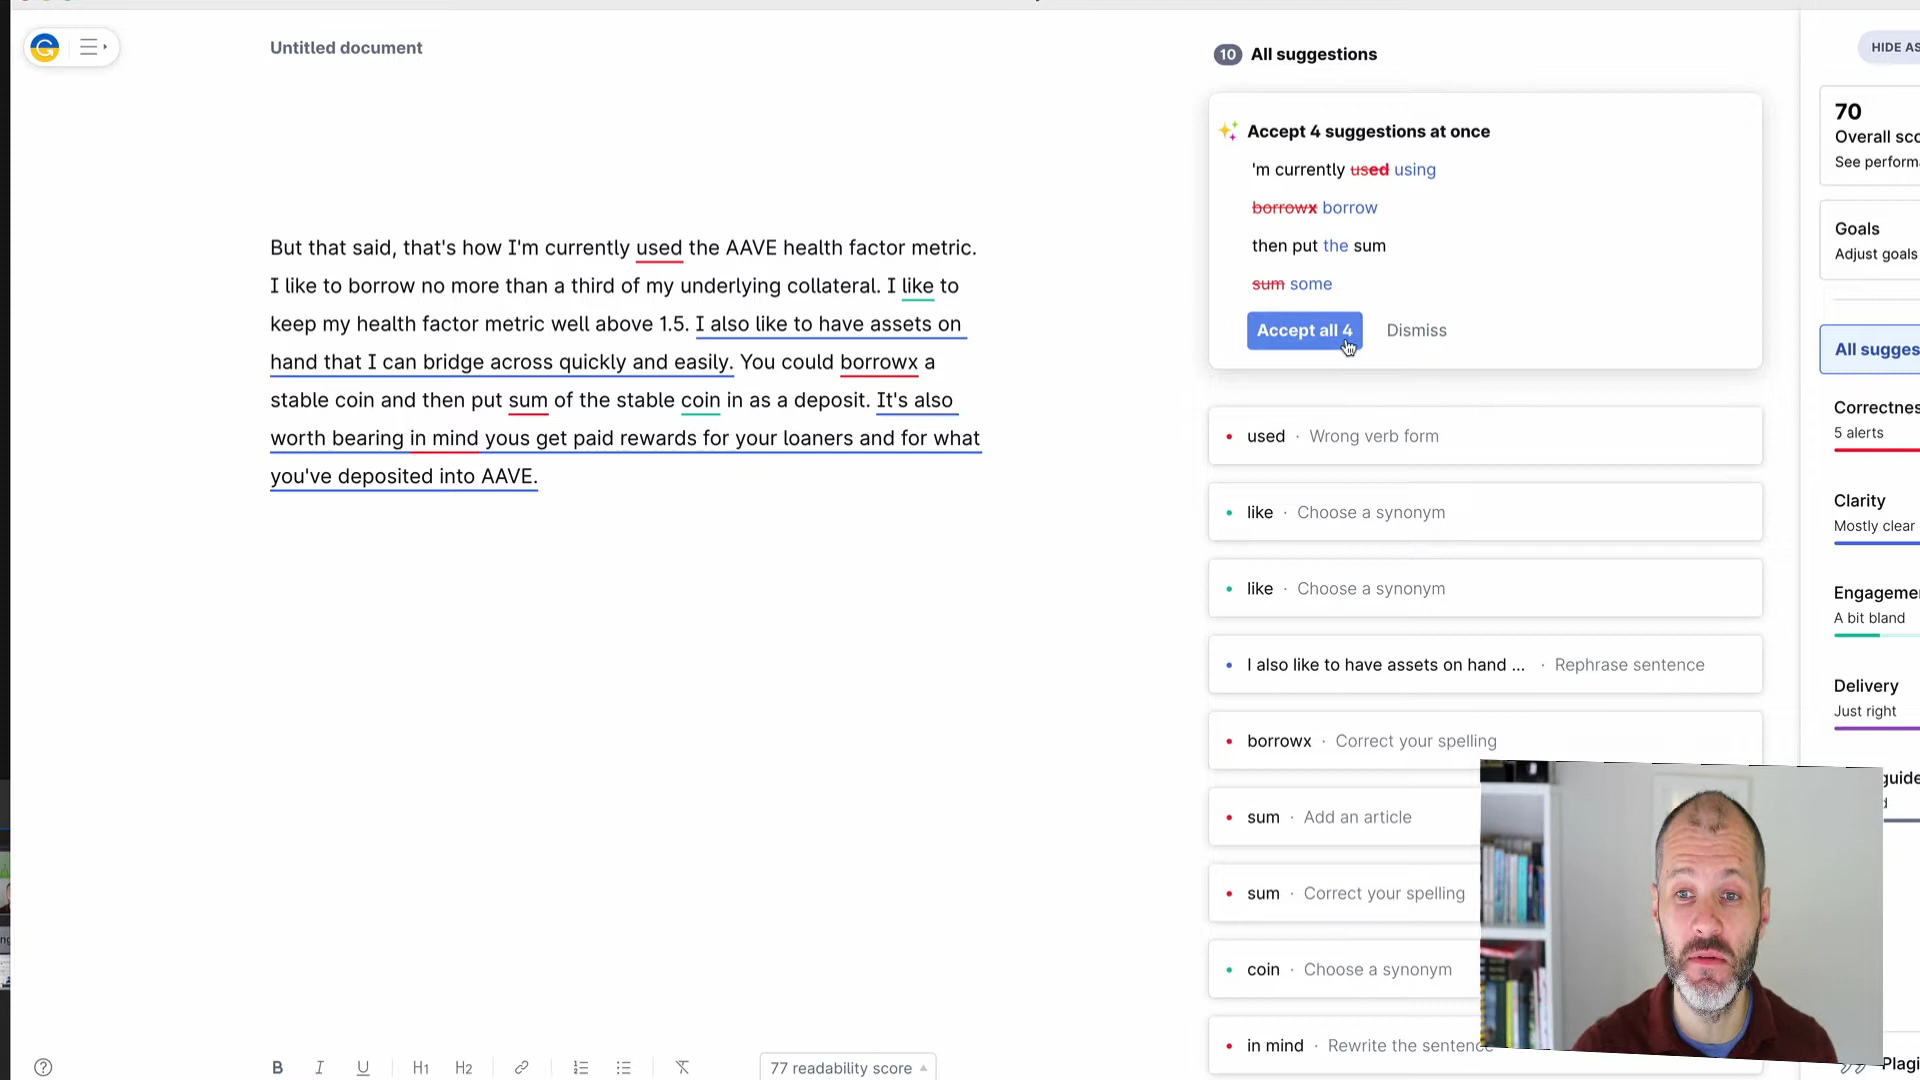 Untitled document
But that said, that's how I'm currently used the AAVE health factor metric.
I like to borrow no more than a third of my underlying collateral. I like to
keep my health factor metric well above 1.5. I also like to have assets on
hand that I can bridge across quickly and easily. You could borrowx a
stable coin and then put sum of the stable coin in as a deposit. It's also
worth bearing in mind yous get paid rewards for your loaners and for what
you've deposited into AAVE.
B I U H1 H2
77 readability score
10 All suggestions
Accept 4 suggestions at once
'm currently used using
borrowx borrow
then put the sum
sum some
Accept all 4 Dismiss
used · Wrong verb form
like · Choose a synonym
like · Choose a synonym
I also like to have assets on hand ... · Rephrase sentence
borrowx · Correct your spelling
sum · Add an article
sum · Correct your spelling
coin · Choose a synonym
in mind · Rewrite the sentence
HIDE AS
70
Overall sco
See perform
Goals
Adjust goals
All sugges
Correctnes
5 alerts
Clarity
Mostly clear
Engagemen
A bit bland
Delivery
Just right
guide
Plagi